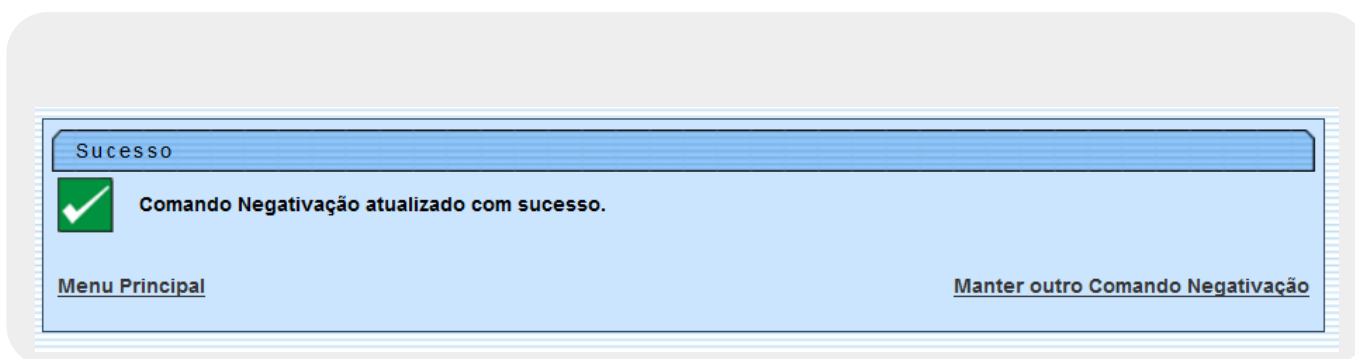 Sucesso
Comando Negativação atualizado com sucesso.
Menu Principal
Manter outro Comando Negativação